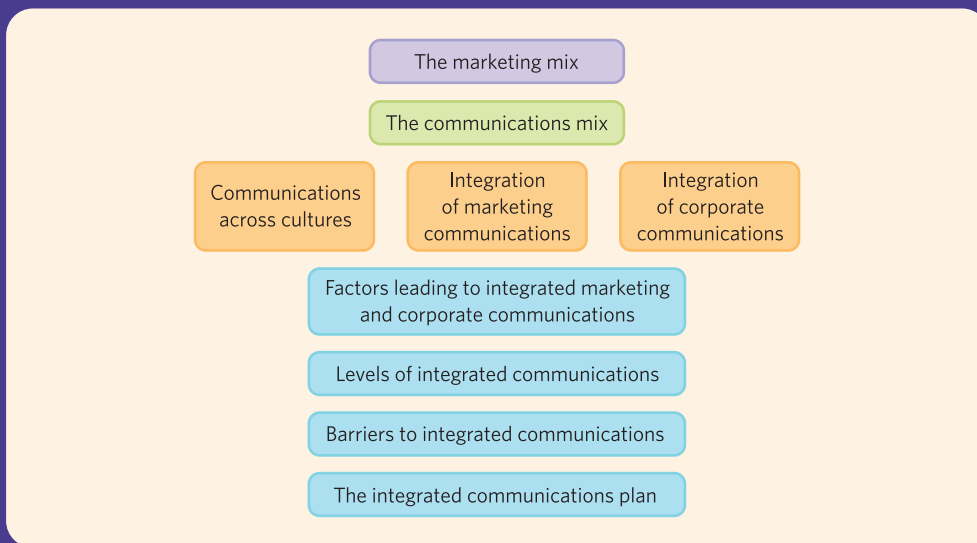 The marketing mix
The communications mix
Communications
across cultures
Integration
of marketing
communications
Integration
of corporate
communications
Factors leading to integrated marketing
and corporate communications
Levels of integrated communications
Barriers to integrated communications
The integrated communications plan